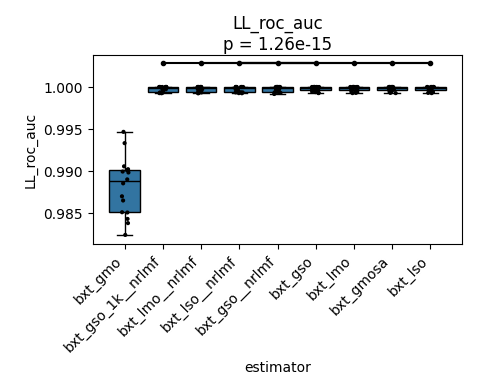 LL_roc_auc
p = 1.26e-15
LL_roc_auc
1.000
0.995
0.990
0.985
bxt_gmo
bxt_gso_1k__nrlmf
bxt_lmo__nrlmf
bxt_lso__nrlmf
bxt_gso__nrlmf
bxt_gso
bxt_lmo
bxt_gmosa
bxt_lso
estimator